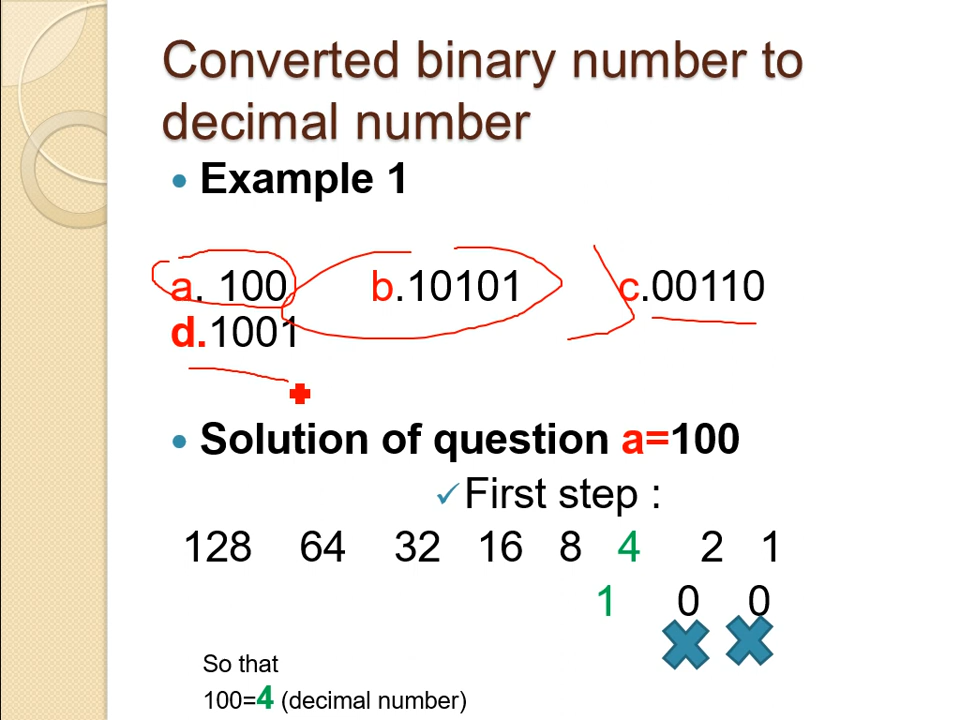 Converted binary number to
decimal number
Example 1
a. 100 b.10101 c.00110
d.1001
Solution of question a=100
First step :
128 64 32 16 8 4 2 1
1 0 0
So that
100=4 (decimal number)